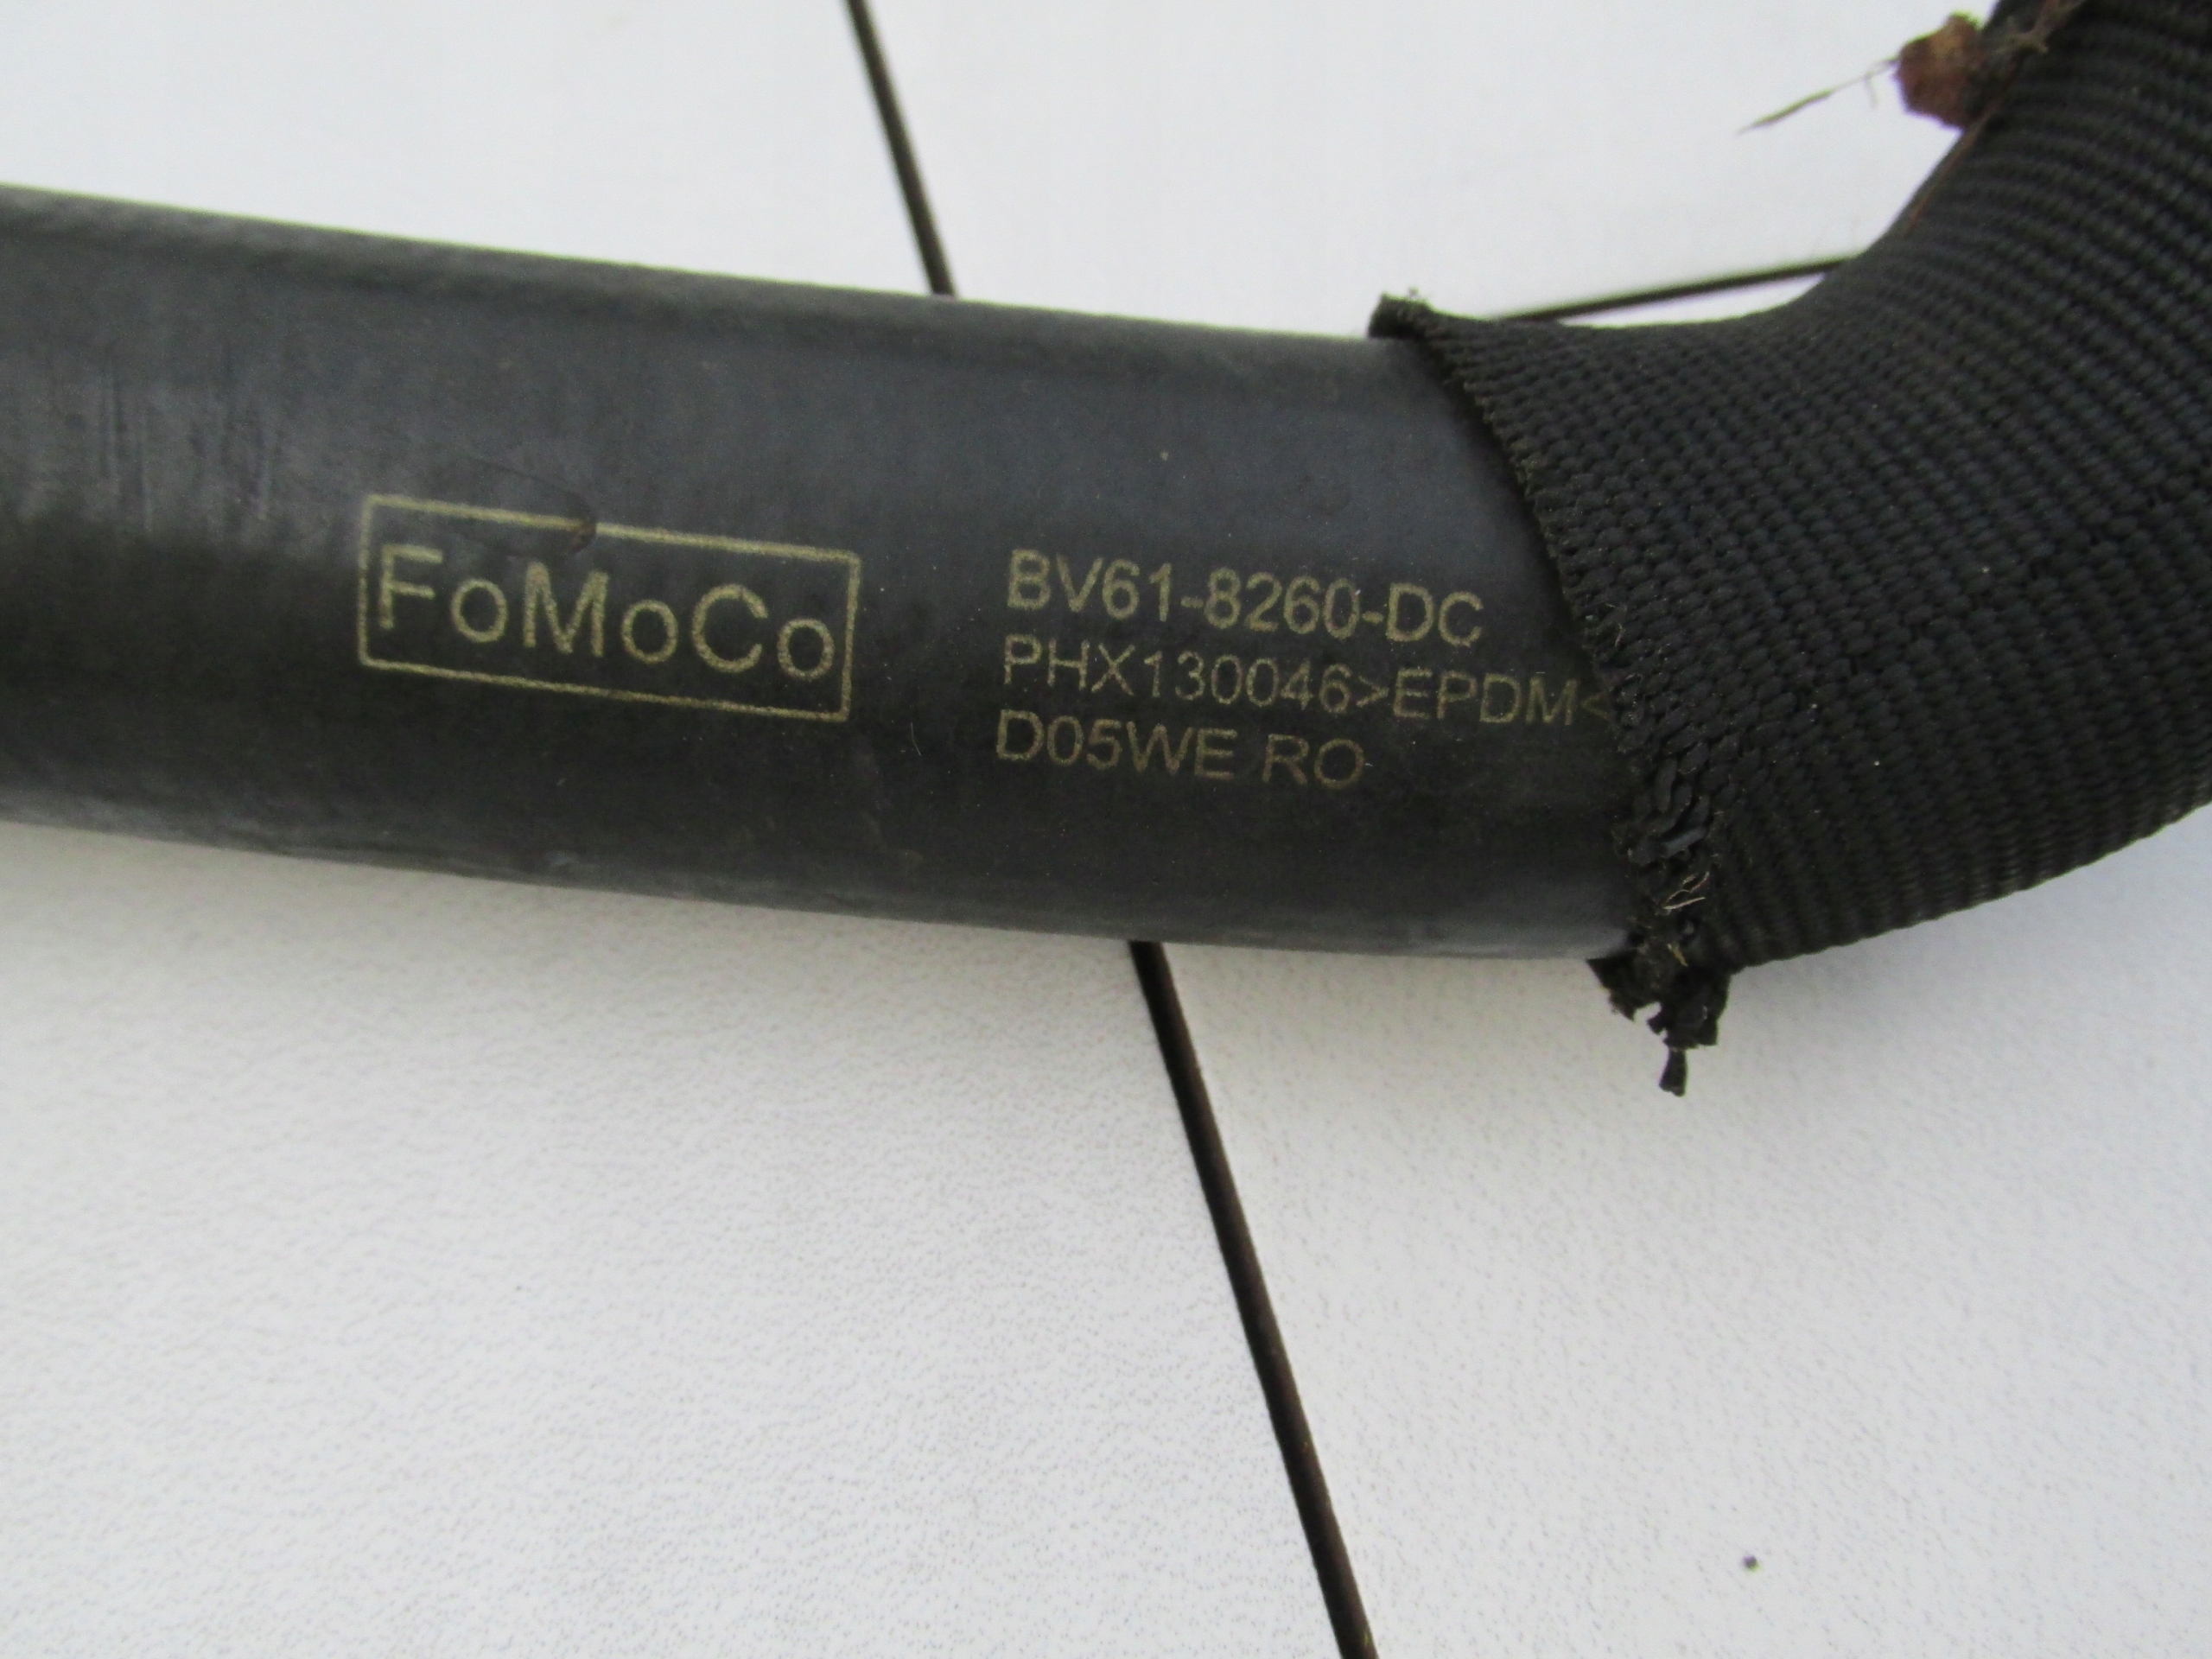 FoMoCo
BV61-8260-DC
PHX130046>EPDM<
D05WE RO